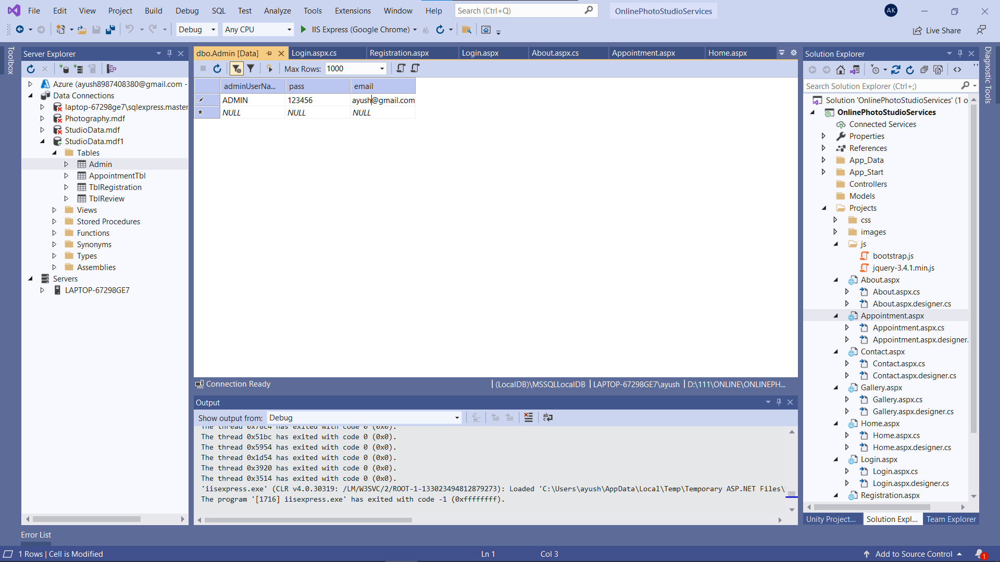 File Edit View Project Build Debug SQL Test Analyze Tools Extensions Window Help Search (Ctrl+Q) OnlinePhotoStudioServices AK
Debug Any CPU IIS Express (Google Chrome) Live Share
Toolbox
Server Explorer
Azure (ayush8987408380@gmail.com -
Data Connections
laptop-67298ge7\sqlexpress.master
Photography.mdf
StudioData.mdf
StudioData.mdf1
Tables
Admin
AppointmentTbl
TblRegistration
TblReview
Views
Stored Procedures
Functions
Synonyms
Types
Assemblies
Servers
LAPTOP-67298GE7
dbo.Admin [Data] Login.aspx.cs Registration.aspx Login.aspx About.aspx.cs Appointment.aspx Home.aspx
Max Rows: 1000
adminUserNa... pass email
ADMIN 123456 ayush@gmail.com
NULL NULL NULL
Connection Ready (LocalDB)\MSSQLLocalDB LAPTOP-67298GE7\ayush D:\111\ONLINE\ONLINEPH...
Output
Show output from: Debug
The thread 0x78c4 has exited with code 0 (0x0).
The thread 0x51bc has exited with code 0 (0x0).
The thread 0x5954 has exited with code 0 (0x0).
The thread 0x1d54 has exited with code 0 (0x0).
The thread 0x3920 has exited with code 0 (0x0).
The thread 0x3514 has exited with code 0 (0x0).
'iisexpress.exe' (CLR v4.0.30319: /LM/W3SVC/2/ROOT-1-133023494812879273): Loaded 'C:\Users\ayush\AppData\Local\Temp\Temporary ASP.NET Files\
The program '[1716] iisexpress.exe' has exited with code -1 (0xffffffff).
Solution Explorer
Search Solution Explorer (Ctrl+;)
Solution 'OnlinePhotoStudioServices' (1 o
OnlinePhotoStudioServices
Connected Services
Properties
References
App_Data
App_Start
Controllers
Models
Projects
css
images
js
bootstrap.js
jquery-3.4.1.min.js
About.aspx
About.aspx.cs
About.aspx.designer.cs
Appointment.aspx
Appointment.aspx.cs
Appointment.aspx.designer.
Contact.aspx
Contact.aspx.cs
Contact.aspx.designer.cs
Gallery.aspx
Gallery.aspx.cs
Gallery.aspx.designer.cs
Home.aspx
Home.aspx.cs
Home.aspx.designer.cs
Login.aspx
Login.aspx.cs
Login.aspx.designer.cs
Registration.aspx
Unity Project... Solution Expl... Team Explorer
Diagnostic Tools
Error List
1 Rows | Cell is Modified Ln 1 Col 3 Add to Source Control 1